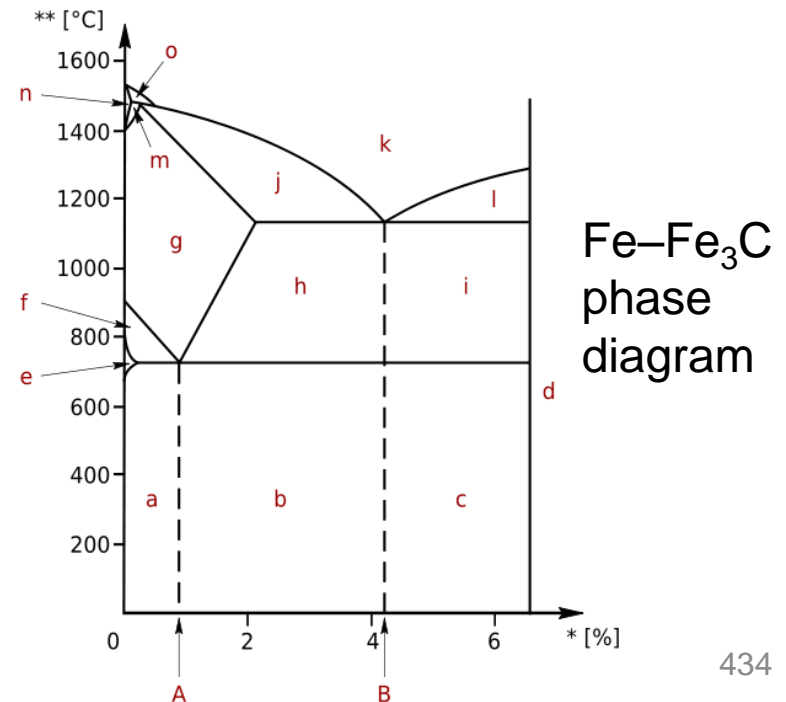 ** [°C]
1600
o
n
1400
m
k
j
1200
l
g
1000
h
i
Fe–Fe₃C
phase
diagram
f
800
e
d
600
400
a
b
c
200
0
2
4
6
* [%]
A
B
434